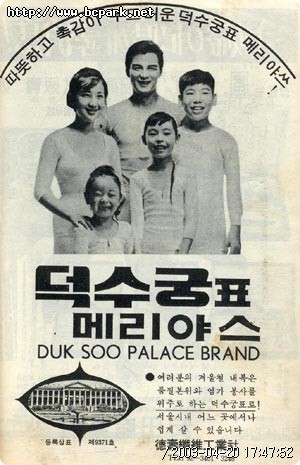 http://www.bcpark.net
따뜻하고 촉감이 부드러운 덕수궁표 메리야쓰!
덕수궁표
메리야스
DUK SOO PALACE BRAND
등록상표 제9371호
● 여러분의 겨울철 내복은
품질본위와 염가 봉사를
위주로 하는 덕수궁표로!
서울시내 어느 곳에서나
쉽게 살 수 있읍니다
纖維工業社
/2003-04-20 17:47:52